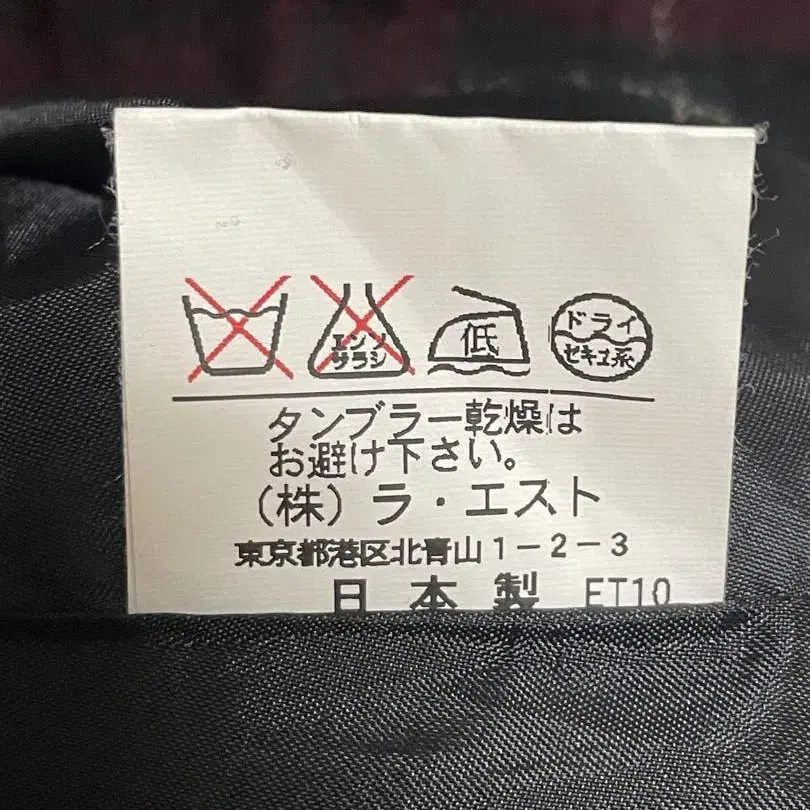 エンソ
サラシ
低
ドライ
セキユ系
タンブラー乾燥は
お避け下さい。
(株)ラ・エスト
東京都港区北青山1-2-3
日本製 ET10